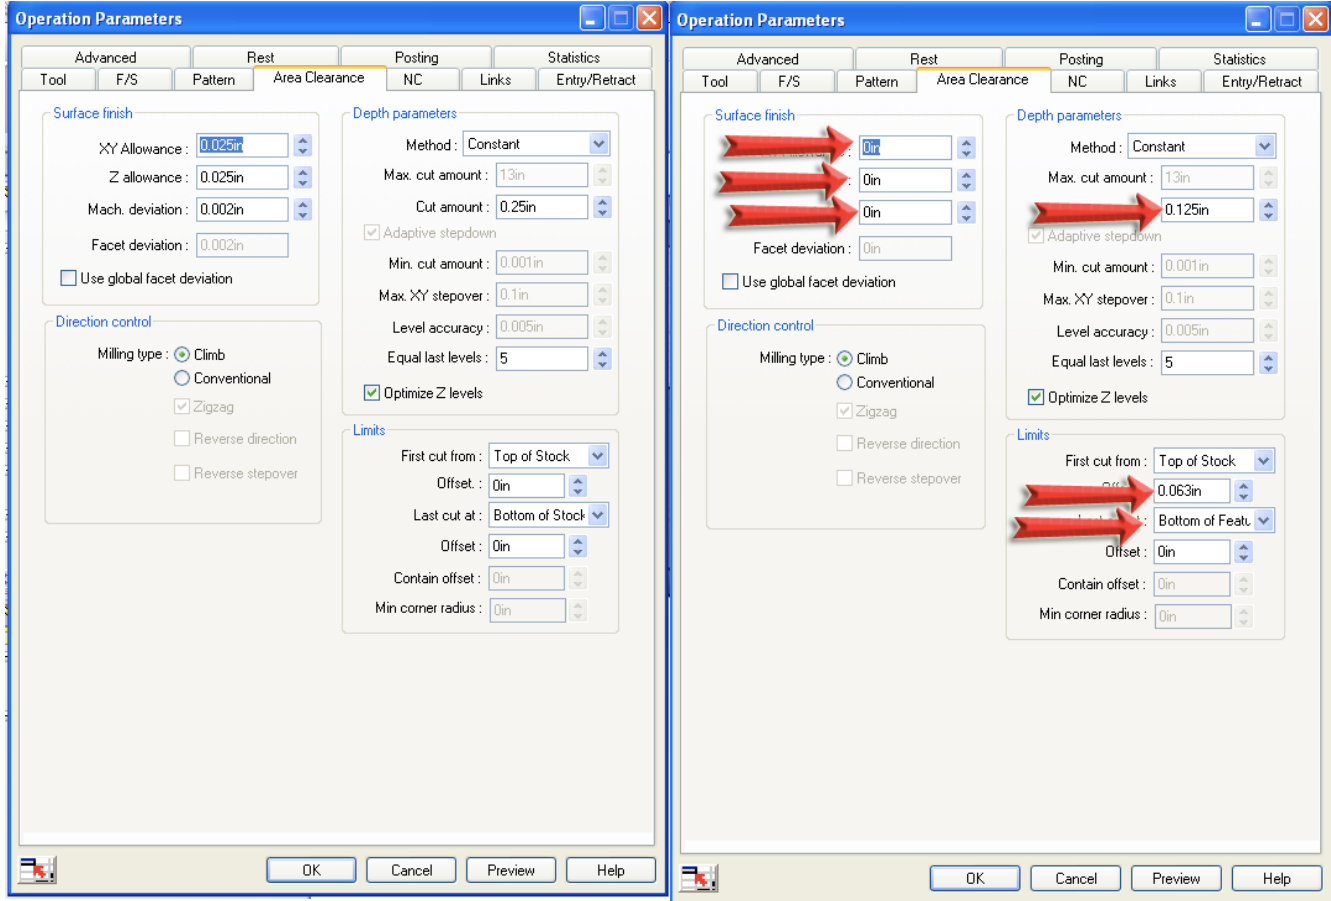 Operation Parameters
Advanced Rest Posting Statistics
Tool F/S Pattern Area Clearance NC Links Entry/Retract
Surface finish
XY Allowance : 0.025in
Z allowance : 0.025in
Mach. deviation : 0.002in
Facet deviation : 0.002in
Use global facet deviation
Direction control
Milling type : Climb
Conventional
Zigzag
Reverse direction
Reverse stepover
Depth parameters
Method : Constant
Max. cut amount : 13in
Cut amount : 0.25in
Adaptive stepdown
Min. cut amount : 0.001in
Max. XY stepover : 0.1in
Level accuracy : 0.005in
Equal last levels : 5
Optimize Z levels
Limits
First cut from : Top of Stock
Offset. : 0in
Last cut at : Bottom of Stock
Offset : 0in
Contain offset : 0in
Min corner radius : 0in
OK Cancel Preview Help
Operation Parameters
Advanced Rest Posting Statistics
Tool F/S Pattern Area Clearance NC Links Entry/Retract
Surface finish
: 0in
: 0in
: 0in
Facet deviation : 0in
Use global facet deviation
Direction control
Milling type : Climb
Conventional
Zigzag
Reverse direction
Reverse stepover
Depth parameters
Method : Constant
Max. cut amount : 13in
0.125in
Adaptive stepdown
Min. cut amount : 0.001in
Max. XY stepover : 0.1in
Level accuracy : 0.005in
Equal last levels : 5
Optimize Z levels
Limits
First cut from : Top of Stock
0.063in
: Bottom of Featu
Offset : 0in
Contain offset : 0in
Min corner radius : 0in
OK Cancel Preview Help